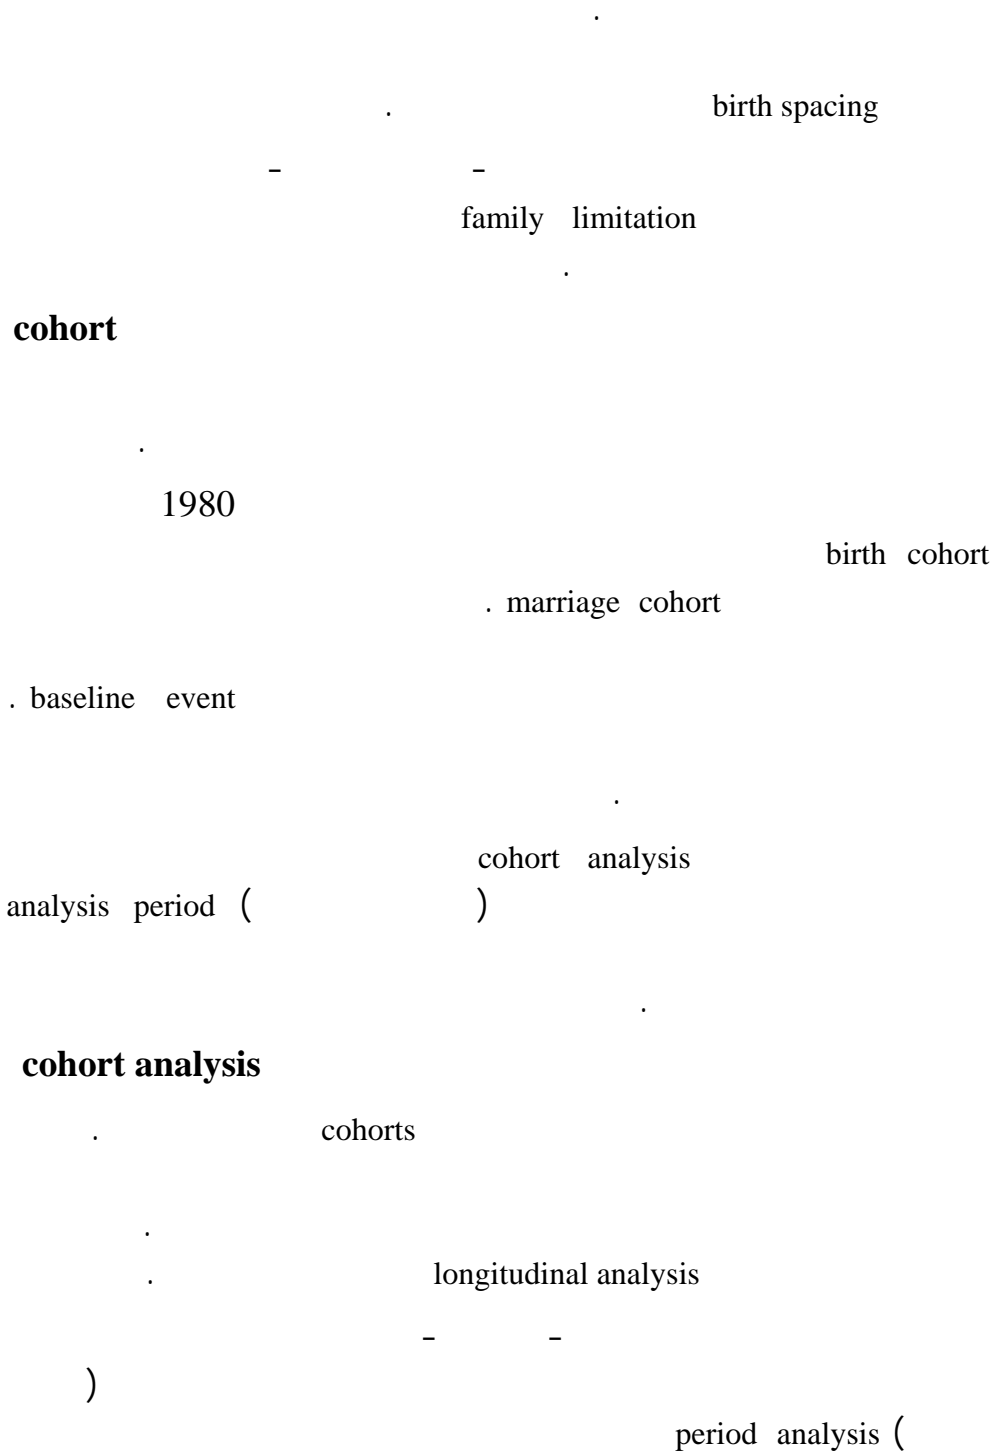 .
. birth spacing
- -
family limitation
.
cohort
.
1980
birth cohort
. marriage cohort
. baseline event
.
cohort analysis
analysis period ( )
.
cohort analysis
. cohorts
.
. longitudinal analysis
- -
)
period analysis (